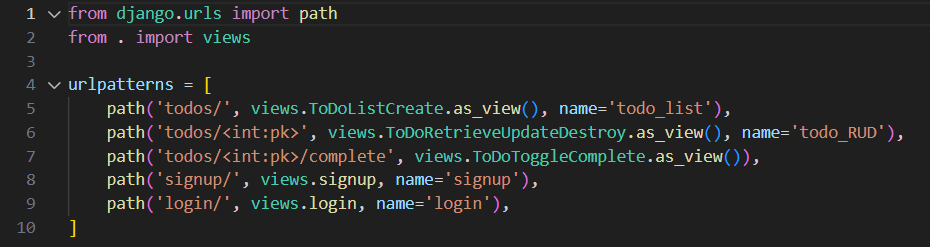 1 from django.urls import path
2 from . import views
3
4 urlpatterns = [
5 path('todos/', views.ToDoListCreate.as_view(), name='todo_list'),
6 path('todos/<int:pk>', views.ToDoRetrieveUpdateDestroy.as_view(), name='todo_RUD'),
7 path('todos/<int:pk>/complete', views.ToDoToggleComplete.as_view()),
8 path('signup/', views.signup, name='signup'),
9 path('login/', views.login, name='login'),
10 ]